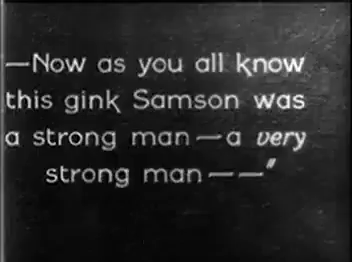 —Now as you all know
this gink Samson was
a strong man—a very
strong man——"